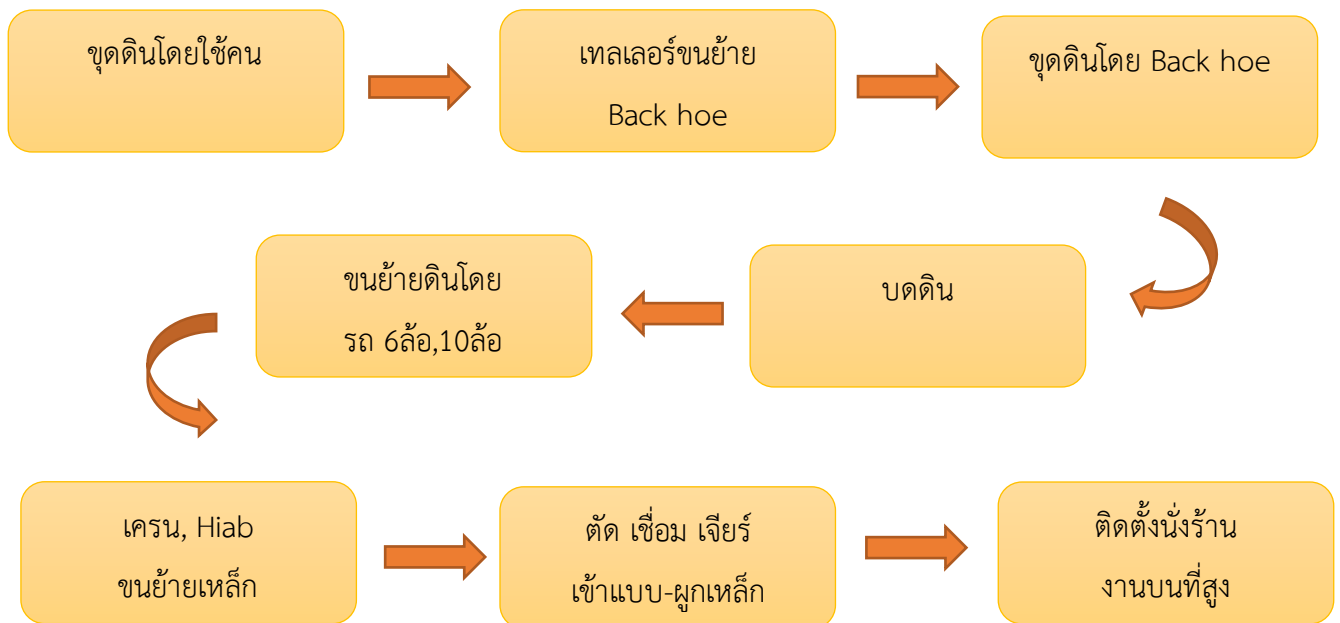 ขุดดินโดยใช้คน
เทลเลอร์ขนย้าย
Back hoe
ขุดดินโดย Back hoe
บดดิน
ขนย้ายดินโดย
รถ 6ล้อ,10ล้อ
เครน, Hiab
ขนย้ายเหล็ก
ตัด เชื่อม เจียร์
เข้าแบบ-ผูกเหล็ก
ติดตั้งนั่งร้าน
งานบนที่สูง